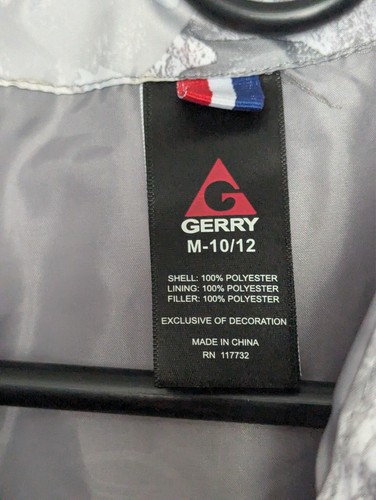 GERRY
M-10/12
SHELL: 100% POLYESTER
LINING: 100% POLYESTER
FILLER: 100% POLYESTER
EXCLUSIVE OF DECORATION
MADE IN CHINA
RN 117732